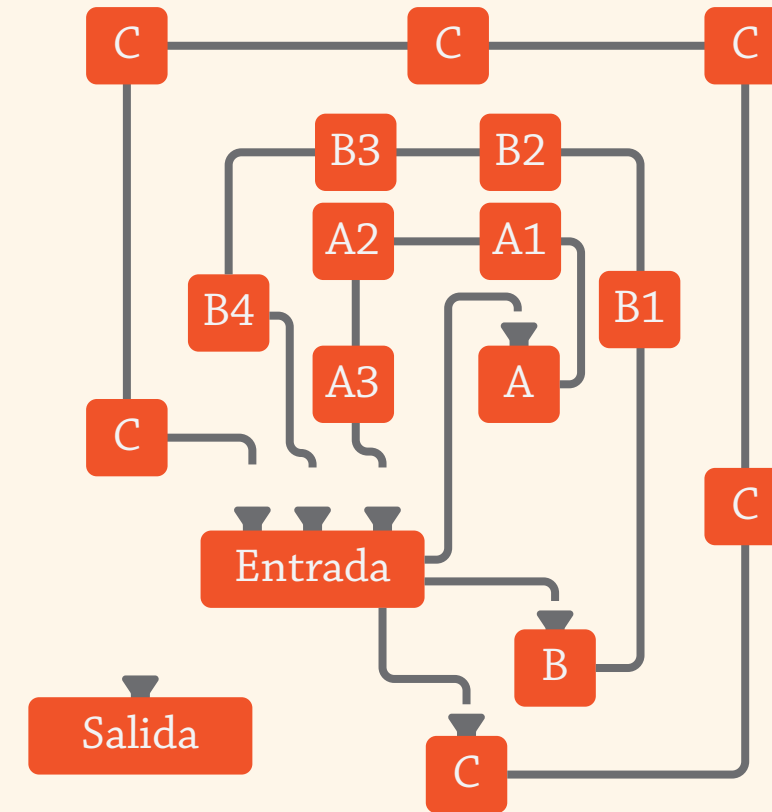 C C C
B3 B2
A2 A1
B4 B1
A3 A
C
C
Entrada
B
Salida
C